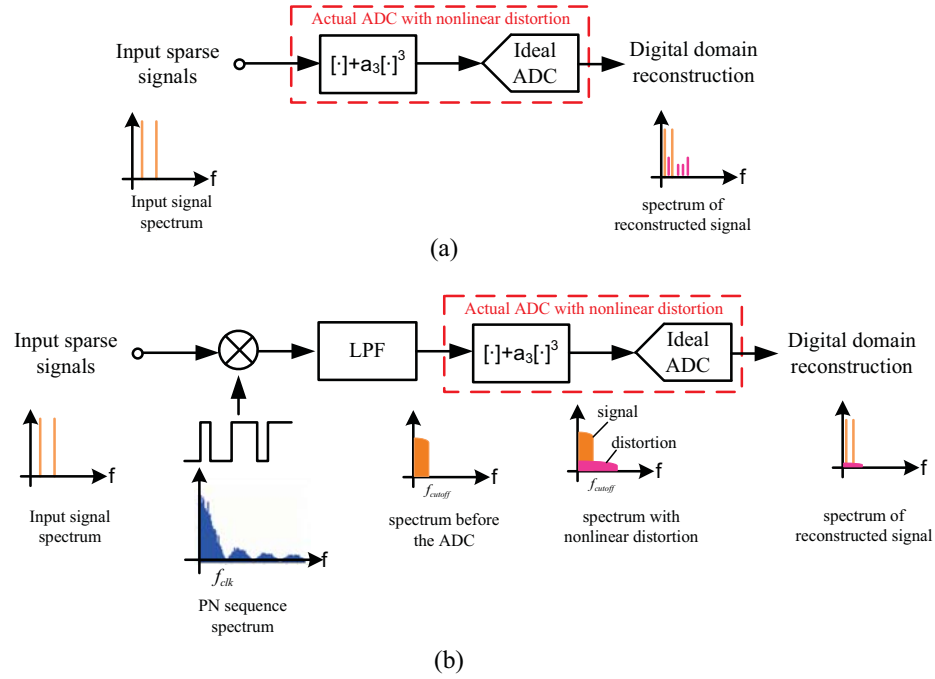 Actual ADC with nonlinear distortion
Input sparse
signals
[·]+a₃[·]³
Ideal
ADC
Digital domain
reconstruction
f
Input signal
spectrum
f
spectrum of
reconstructed signal
(a)
Actual ADC with nonlinear distortion
Input sparse
signals
LPF
[·]+a₃[·]³
Ideal
ADC
Digital domain
reconstruction
f
Input signal
spectrum
f
f_clk
PN sequence
spectrum
f
f_cutoff
spectrum before
the ADC
signal
distortion
f
f_cutoff
spectrum with
nonlinear distortion
f
spectrum of
reconstructed signal
(b)